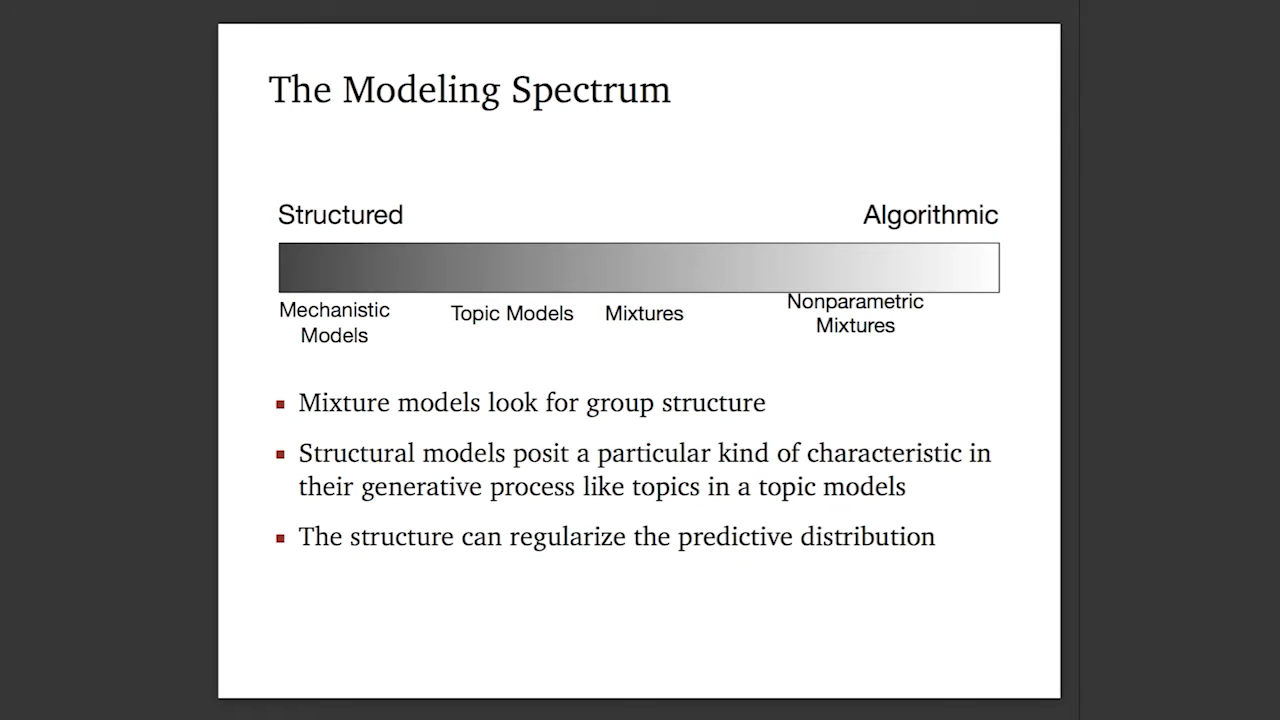 The Modeling Spectrum
Structured
Algorithmic
Mechanistic
Models
Topic Models
Mixtures
Nonparametric
Mixtures
Mixture models look for group structure
Structural models posit a particular kind of characteristic in
their generative process like topics in a topic models
The structure can regularize the predictive distribution